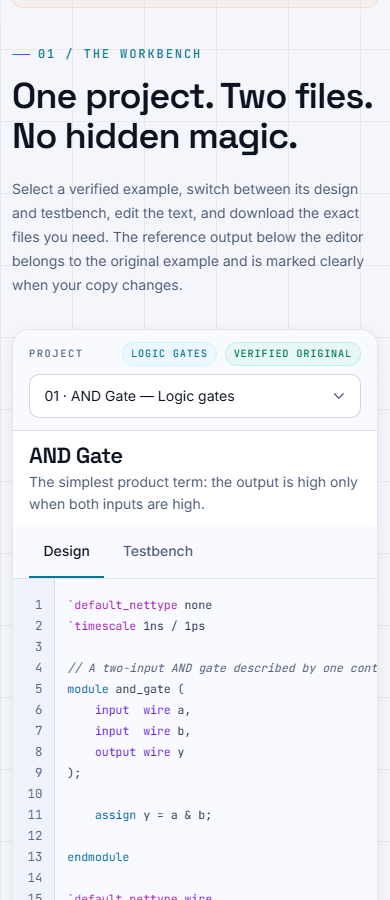 01 / THE WORKBENCH
One project. Two files.
No hidden magic.
Select a verified example, switch between its design
and testbench, edit the text, and download the exact
files you need. The reference output below the editor
belongs to the original example and is marked clearly
when your copy changes.
PROJECT LOGIC GATES VERIFIED ORIGINAL
01 · AND Gate — Logic gates
AND Gate
The simplest product term: the output is high only
when both inputs are high.
Design Testbench
1 `default_nettype none
2 `timescale 1ns / 1ps
3
4 // A two-input AND gate described by one cont
5 module and_gate (
6     input  wire a,
7     input  wire b,
8     output wire y
9 );
10
11     assign y = a & b;
12
13 endmodule
14
15 `default_nettype wire